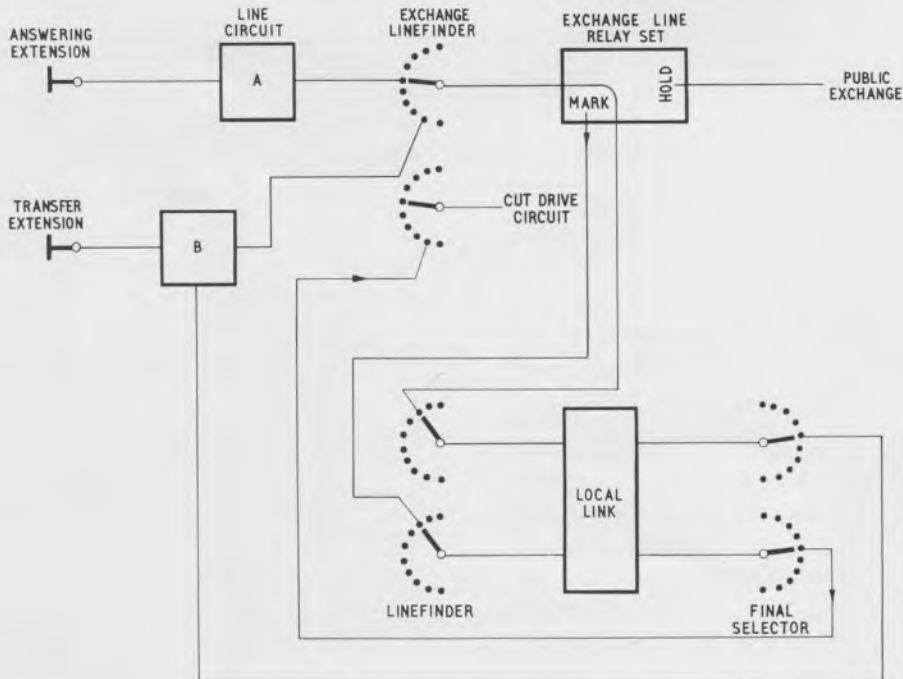 ANSWERING
EXTENSION
LINE
CIRCUIT
A
EXCHANGE
LINEFINDER
EXCHANGE LINE
RELAY SET
MARK
HOLD
PUBLIC
EXCHANGE
TRANSFER
EXTENSION
B
CUT DRIVE
CIRCUIT
LOCAL
LINK
LINEFINDER
FINAL
SELECTOR